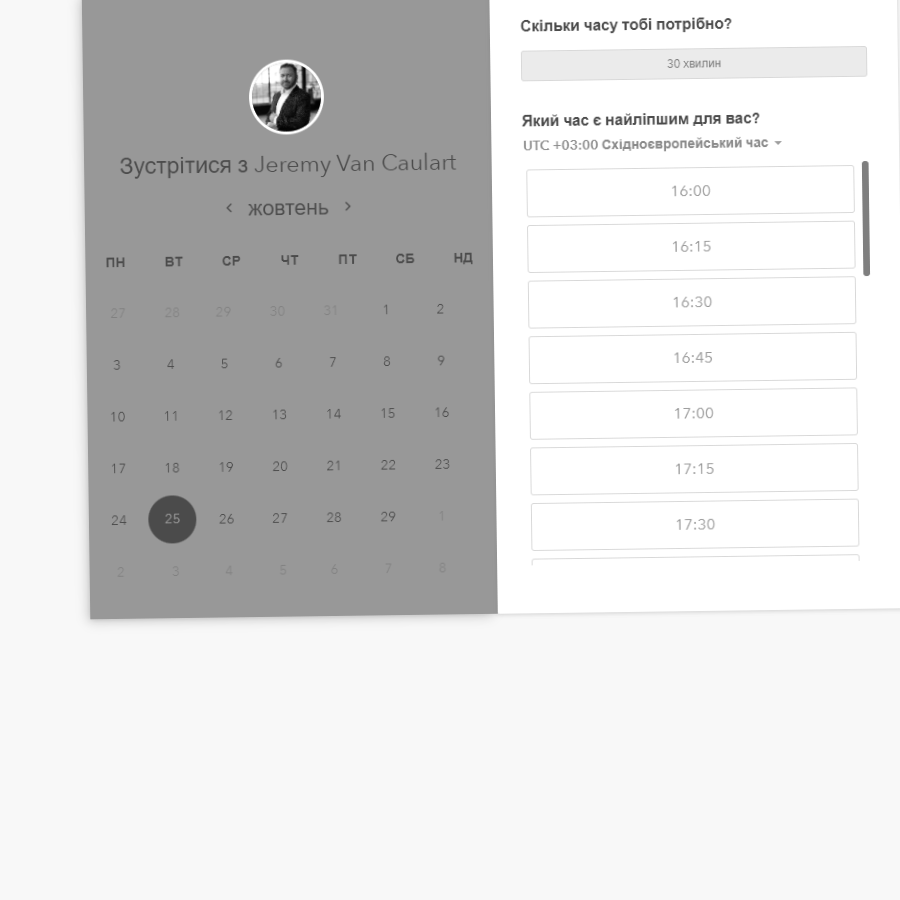 Зустрітися з Jeremy Van Caulart
‹ жовтень ›
ПН ВТ СР ЧТ ПТ СБ НД
27 28 29 30 31 1 2
3 4 5 6 7 8 9
10 11 12 13 14 15 16
17 18 19 20 21 22 23
24 25 26 27 28 29 1
2 3 4 5 6 7 8
Скільки часу тобі потрібно?
30 хвилин
Який час є найліпшим для вас?
UTC +03:00 Східноєвропейський час
16:00
16:15
16:30
16:45
17:00
17:15
17:30